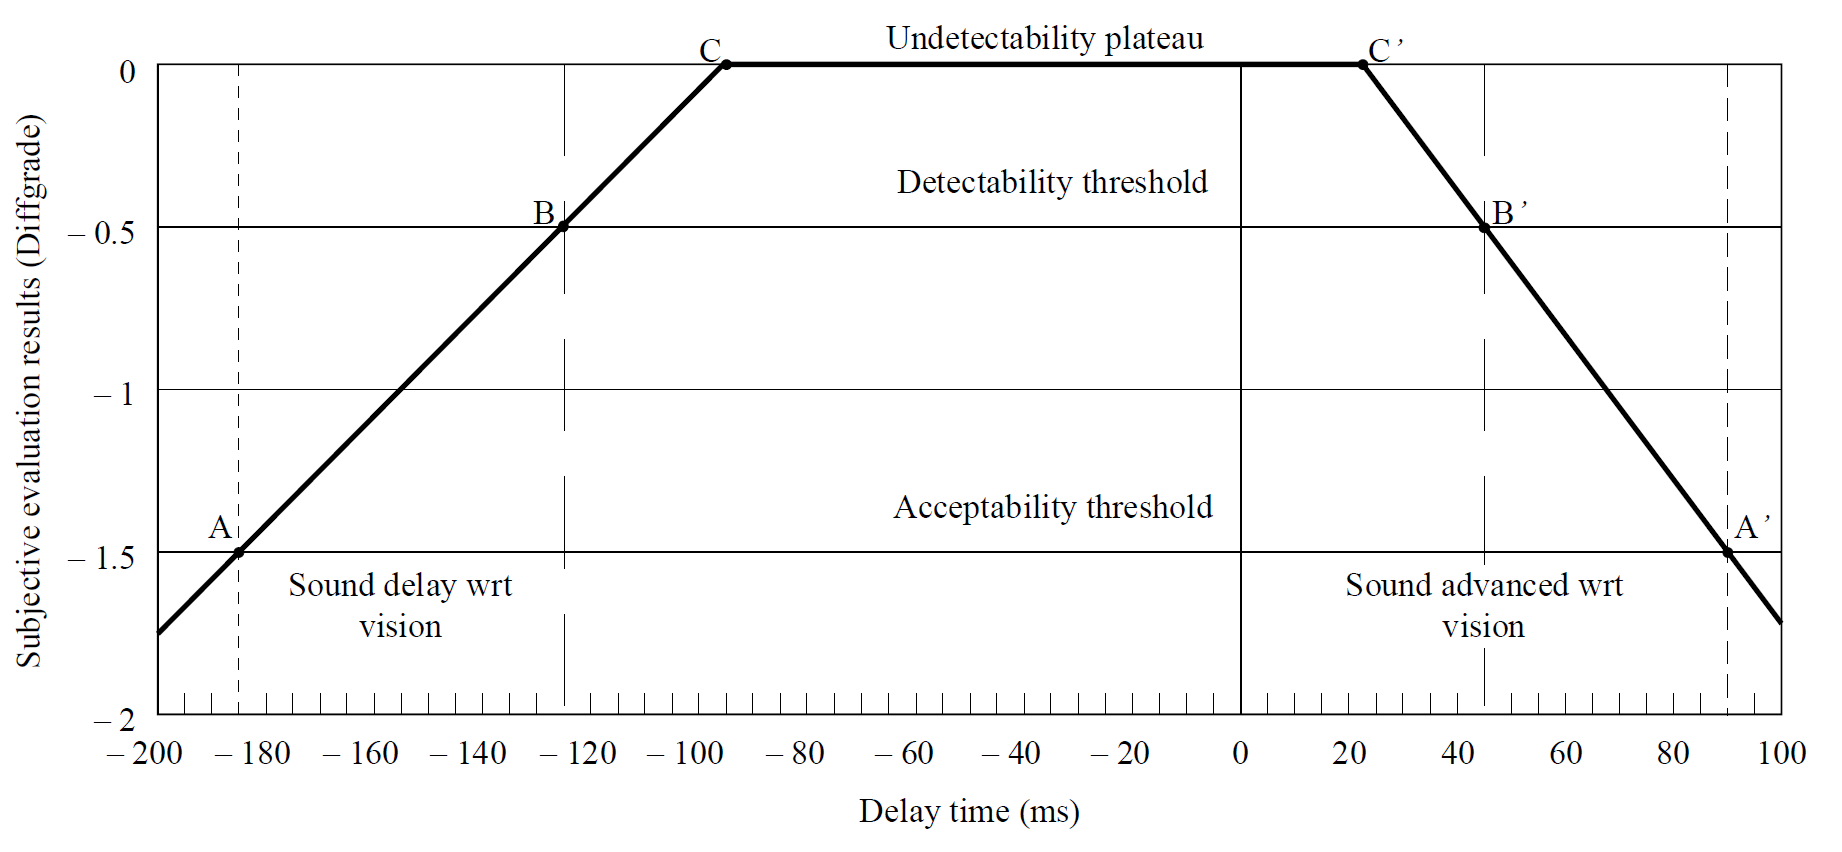 Undetectability plateau
C
C’
0
Detectability threshold
B
B’
– 0.5
– 1
Acceptability threshold
A
A’
– 1.5
Sound delay wrt
vision
Sound advanced wrt
vision
– 2
– 200 – 180 – 160 – 140 – 120 – 100 – 80 – 60 – 40 – 20 0 20 40 60 80 100
Delay time (ms)
Subjective evaluation results (Diffgrade)